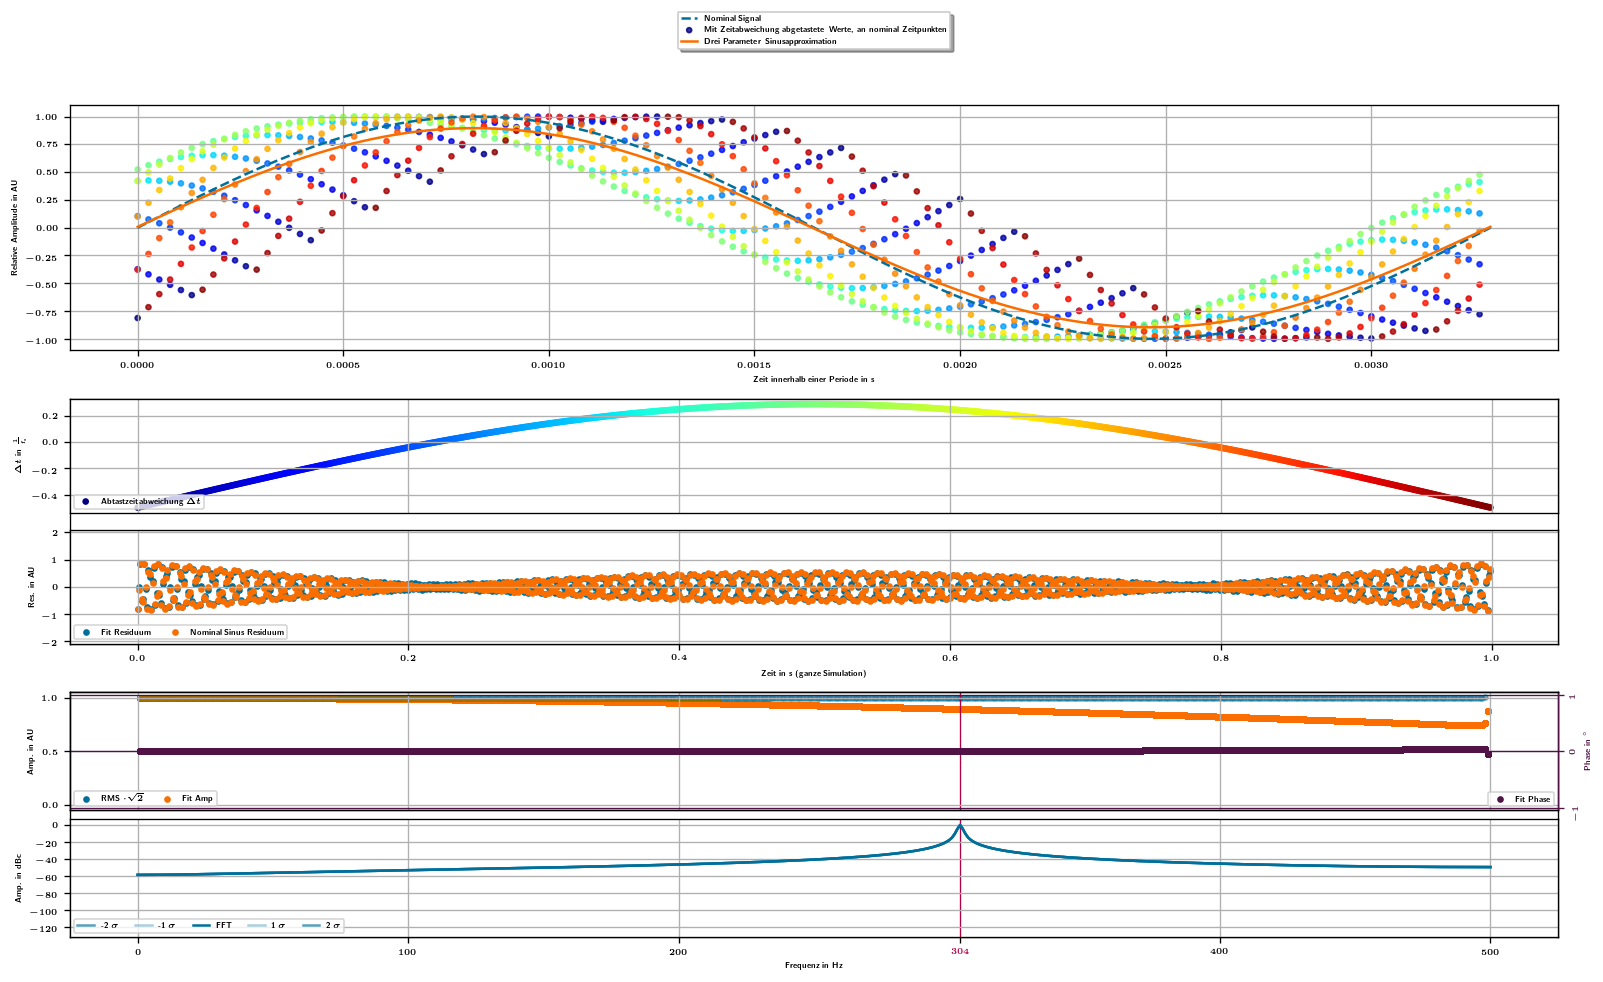 Nominal Signal
Mit Zeitabweichung abgetastete Werte, an nominal Zeitpunkten
Drei Parameter Sinusapproximation
Relative Amplitude in AU
1.00
0.75
0.50
0.25
0.00
−0.25
−0.50
−0.75
−1.00
0.0000 0.0005 0.0010 0.0015 0.0020 0.0025 0.0030
Zeit innerhalb einer Periode in s
0.2
0.0
−0.2
−0.4
Abtastzeitabweichung Δt
Res. in AU
2
1
0
−1
−2
Fit Residuum Nominal Sinus Residuum
0.0 0.2 0.4 0.6 0.8 1.0
Zeit in s (ganze Simulation)
Amp. in AU
1.0
0.5
0.0
RMS · √2 Fit Amp
Fit Phase
1
0
−1
Phase in °
Amp. in dBc
0
−20
−40
−60
−80
−100
−120
-2 σ -1 σ FFT 1 σ 2 σ
0 100 200 304 400 500
Frequenz in Hz